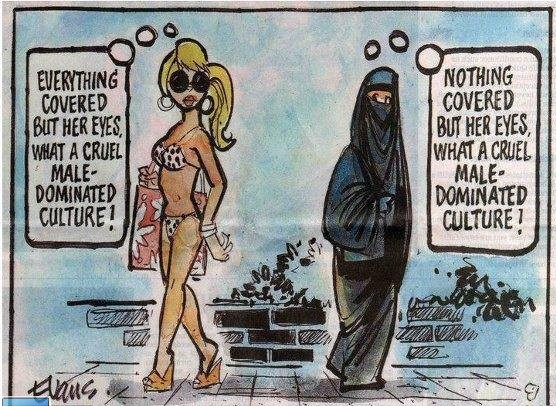 EVERYTHING
COVERED
BUT HER EYES,
WHAT A CRUEL
MALE-
DOMINATED
CULTURE!
NOTHING
COVERED
BUT HER EYES,
WHAT A CRUEL
MALE-
DOMINATED
CULTURE!
Evans